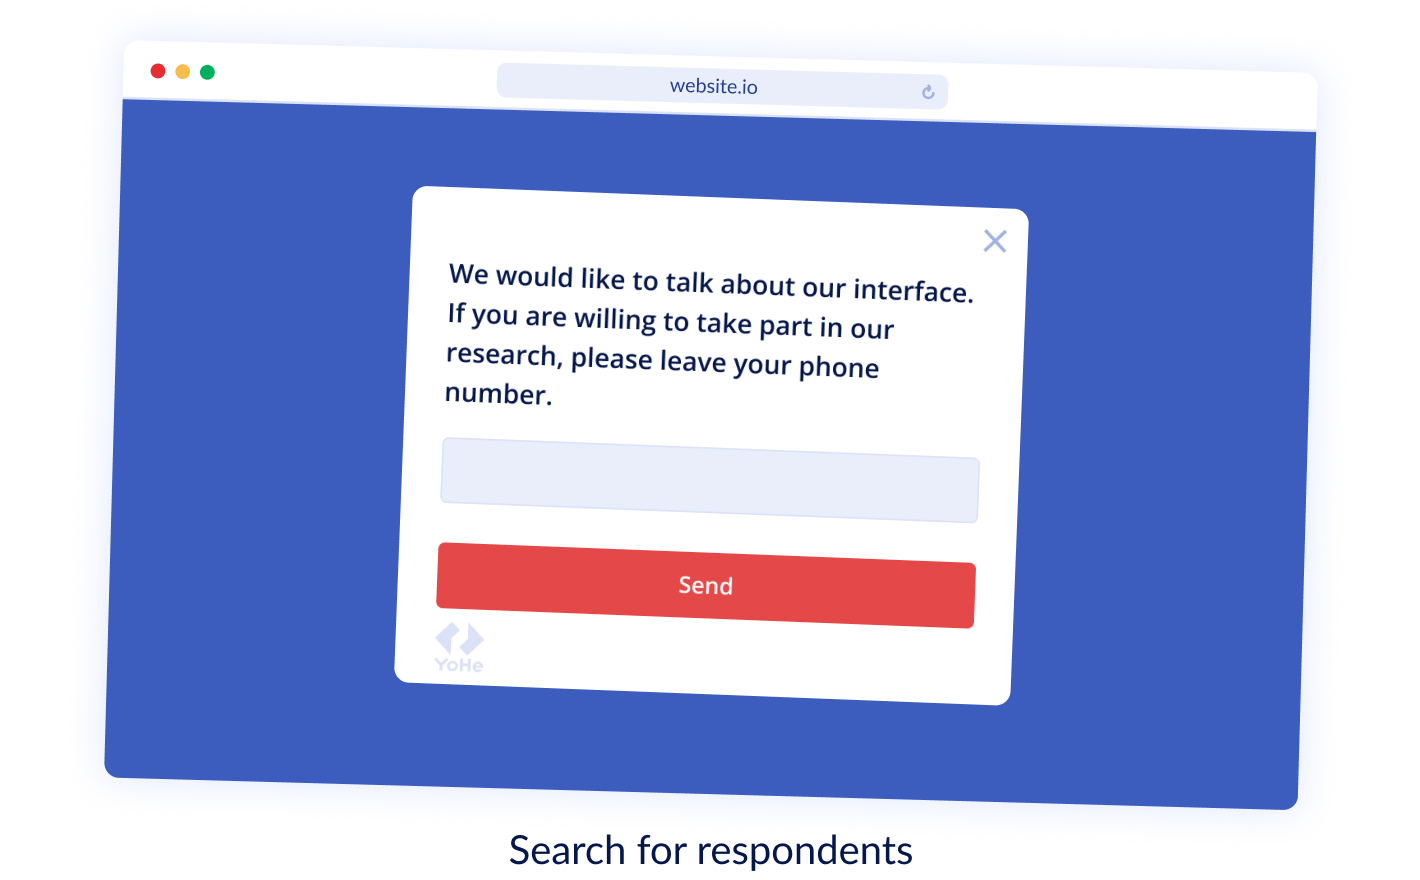 website.io
We would like to talk about our interface.
If you are willing to take part in our
research, please leave your phone
number.
Send
YoHe
Search for respondents